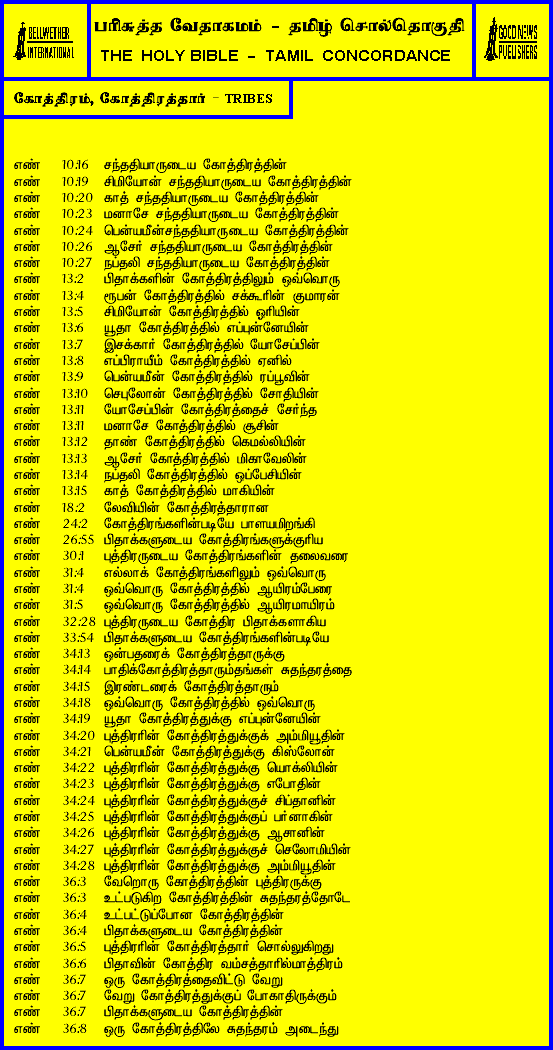 BELLWETHER
INTERNATIONAL
பரிசுத்த வேதாகமம் - தமிழ் சொல்தொகுதி
THE HOLY BIBLE - TAMIL CONCORDANCE
GOOD NEWS
PUBLISHERS
கோத்திரம், கோத்திரத்தார் - TRIBES
எண் 10:16 சந்ததியாருடைய கோத்திரத்தின்
எண் 10:19 சிமியோன் சந்ததியாருடைய கோத்திரத்தின்
எண் 10:20 காத் சந்ததியாருடைய கோத்திரத்தின்
எண் 10:23 மனாசே சந்ததியாருடைய கோத்திரத்தின்
எண் 10:24 பென்யமீன்சந்ததியாருடைய கோத்திரத்தின்
எண் 10:26 ஆசேர் சந்ததியாருடைய கோத்திரத்தின்
எண் 10:27 நப்தலி சந்ததியாருடைய கோத்திரத்தின்
எண் 13:2 பிதாக்களின் கோத்திரத்திலும் ஒவ்வொரு
எண் 13:4 ரூபன் கோத்திரத்தில் சக்கூரின் குமாரன்
எண் 13:5 சிமியோன் கோத்திரத்தில் ஓரியின்
எண் 13:6 யூதா கோத்திரத்தில் எப்புன்னேயின்
எண் 13:7 இசக்கார் கோத்திரத்தில் யோசேப்பின்
எண் 13:8 எப்பிராயீம் கோத்திரத்தில் ஏனில்
எண் 13:9 பென்யமீன் கோத்திரத்தில் ரப்பூவின்
எண் 13:10 செபுலோன் கோத்திரத்தில் சோதியின்
எண் 13:11 யோசேப்பின் கோத்திரத்தைச் சேர்ந்த
எண் 13:11 மனாசே கோத்திரத்தில் சூசின்
எண் 13:12 தாண் கோத்திரத்தில் கெமல்லியின்
எண் 13:13 ஆசேர் கோத்திரத்தில் மிகாவேலின்
எண் 13:14 நப்தலி கோத்திரத்தில் ஒப்பேசியின்
எண் 13:15 காத் கோத்திரத்தில் மாகியின்
எண் 18:2 லேவியின் கோத்திரத்தாரான
எண் 24:2 கோத்திரங்களின்படியே பாளயமிறங்கி
எண் 26:55 பிதாக்களுடைய கோத்திரங்களுக்குரிய
எண் 30:1 புத்திரருடைய கோத்திரங்களின் தலைவரை
எண் 31:4 எல்லாக் கோத்திரங்களிலும் ஒவ்வொரு
எண் 31:4 ஒவ்வொரு கோத்திரத்தில் ஆயிரம்பேரை
எண் 31:5 ஒவ்வொரு கோத்திரத்தில் ஆயிரமாயிரம்
எண் 32:28 புத்திரருடைய கோத்திர பிதாக்களாகிய
எண் 33:54 பிதாக்களுடைய கோத்திரங்களின்படியே
எண் 34:13 ஒன்பதரைக் கோத்திரத்தாருக்கு
எண் 34:14 பாதிக்கோத்திரத்தாரும்தங்கள் சுதந்தரத்தை
எண் 34:15 இரண்டரைக் கோத்திரத்தாரும்
எண் 34:18 ஒவ்வொரு கோத்திரத்தில் ஒவ்வொரு
எண் 34:19 யூதா கோத்திரத்துக்கு எப்புன்னேயின்
எண் 34:20 புத்திரரின் கோத்திரத்துக்குக் அம்மியூதின்
எண் 34:21 பென்யமீன் கோத்திரத்துக்கு கிஸ்லோன்
எண் 34:22 புத்திரரின் கோத்திரத்துக்கு யொக்லியின்
எண் 34:23 புத்திரரின் கோத்திரத்துக்கு எபோதின்
எண் 34:24 புத்திரரின் கோத்திரத்துக்குச் சிப்தானின்
எண் 34:25 புத்திரரின் கோத்திரத்துக்குப் பர்னாகின்
எண் 34:26 புத்திரரின் கோத்திரத்துக்கு ஆசானின்
எண் 34:27 புத்திரரின் கோத்திரத்துக்குச் செலோமியின்
எண் 34:28 புத்திரரின் கோத்திரத்துக்கு அம்மியூதின்
எண் 36:3 வேறொரு கோத்திரத்தின் புத்திரருக்கு
எண் 36:3 உட்படுகிற கோத்திரத்தின் சுதந்தரத்தோடே
எண் 36:4 உட்பட்டுப்போன கோத்திரத்தின்
எண் 36:4 பிதாக்களுடைய கோத்திரத்தின்
எண் 36:5 புத்திரரின் கோத்திரத்தார் சொல்லுகிறது
எண் 36:6 பிதாவின் கோத்திர வம்சத்தாரில்மாத்திரம்
எண் 36:7 ஒரு கோத்திரத்தைவிட்டு வேறு
எண் 36:7 வேறு கோத்திரத்துக்குப் போகாதிருக்கும்
எண் 36:7 பிதாக்களுடைய கோத்திரத்தின்
எண் 36:8 ஒரு கோத்திரத்திலே சுதந்தரம் அடைந்து